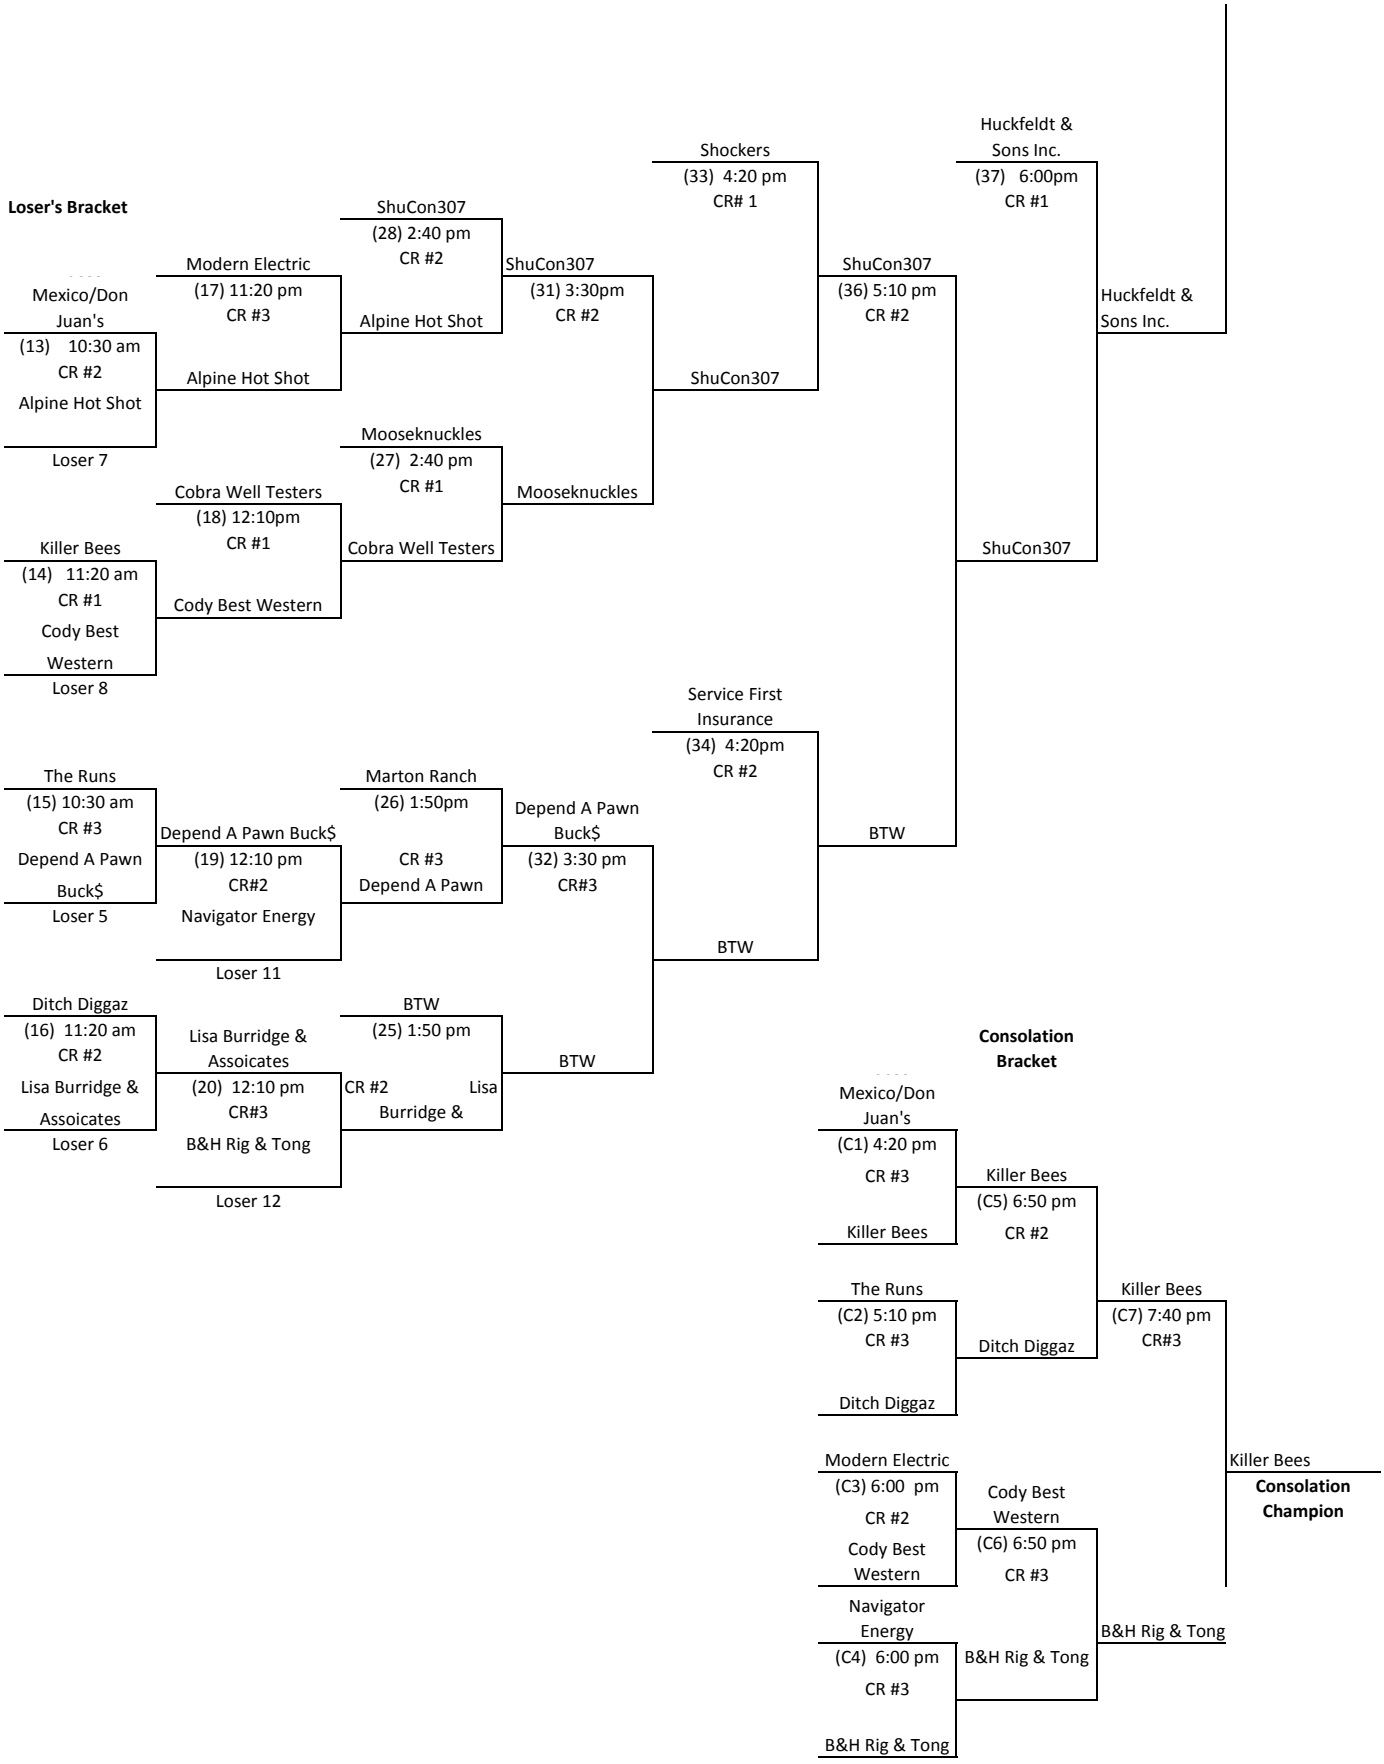 Huckfeldt &
Sons Inc.
Shockers
(33) 4:20 pm
CR# 1
(37) 6:00pm
CR #1
Loser's Bracket
ShuCon307
(28) 2:40 pm
CR #2
Modern Electric
(17) 11:20 pm
CR #3
ShuCon307
(31) 3:30pm
CR #2
ShuCon307
(36) 5:10 pm
CR #2
Mexico/Don
Juan's
(13) 10:30 am
CR #2
Alpine Hot Shot
Huckfeldt &
Sons Inc.
Alpine Hot Shot
Alpine Hot Shot
ShuCon307
Loser 7
Mooseknuckles
(27) 2:40 pm
CR #1
Cobra Well Testers
(18) 12:10pm
CR #1
Mooseknuckles
Killer Bees
(14) 11:20 am
CR #1
Cody Best
Western
Loser 8
Cobra Well Testers
ShuCon307
Cody Best Western
Service First
Insurance
(34) 4:20pm
CR #2
The Runs
(15) 10:30 am
CR #3
Depend A Pawn
Buck$
Loser 5
Marton Ranch
(26) 1:50pm
CR #3
Depend A Pawn
Depend A Pawn
Buck$
(32) 3:30 pm
CR#3
Depend A Pawn Buck$
(19) 12:10 pm
CR#2
Navigator Energy
Loser 11
BTW
BTW
Ditch Diggaz
(16) 11:20 am
CR #2
Lisa Burridge &
Assoicates
Loser 6
Lisa Burridge &
Assoicates
(20) 12:10 pm
CR#3
B&H Rig & Tong
Loser 12
BTW
(25) 1:50 pm
CR #2 Lisa
Burridge &
BTW
Consolation
Bracket
Mexico/Don
Juan's
(C1) 4:20 pm
CR #3
Killer Bees
Killer Bees
(C5) 6:50 pm
CR #2
The Runs
(C2) 5:10 pm
CR #3
Ditch Diggaz
Ditch Diggaz
Killer Bees
(C7) 7:40 pm
CR#3
Modern Electric
(C3) 6:00 pm
CR #2
Cody Best
Western
Cody Best
Western
(C6) 6:50 pm
CR #3
Killer Bees
Consolation
Champion
Navigator
Energy
(C4) 6:00 pm
CR #3
B&H Rig & Tong
B&H Rig & Tong
B&H Rig & Tong